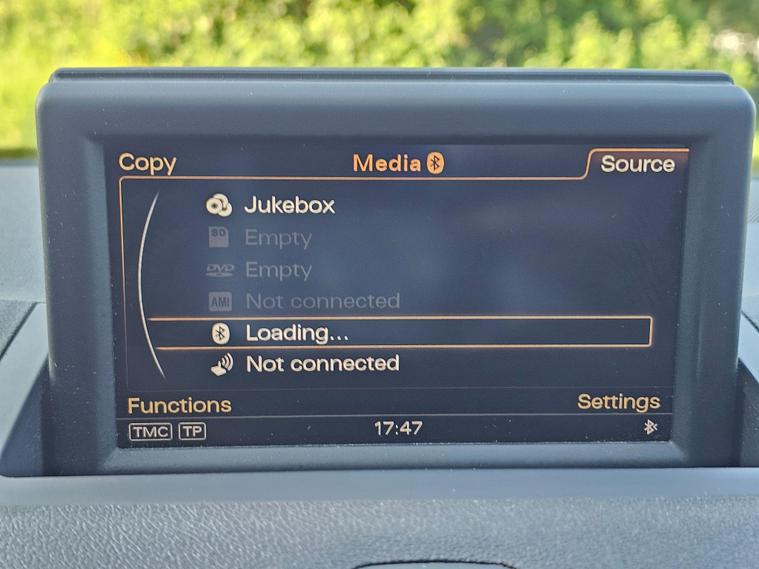 Copy Media Source
Jukebox
SD Empty
DVD Empty
AMI Not connected
Loading...
Not connected
Functions Settings
TMC TP 17:47